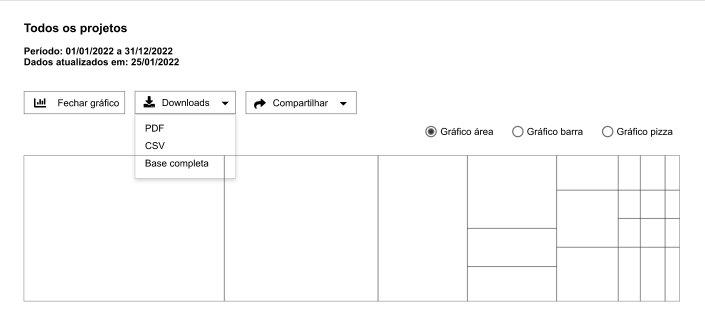 Todos os projetos
Período: 01/01/2022 a 31/12/2022
Dados atualizados em: 25/01/2022
Fechar gráfico
Downloads
Compartilhar
PDF
CSV
Base completa
Gráfico área
Gráfico barra
Gráfico pizza